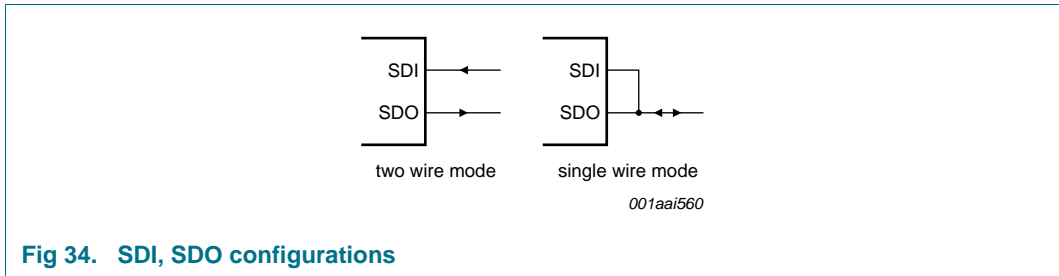 SDI
SDO
two wire mode
SDI
SDO
single wire mode
001aai560
Fig 34. SDI, SDO configurations